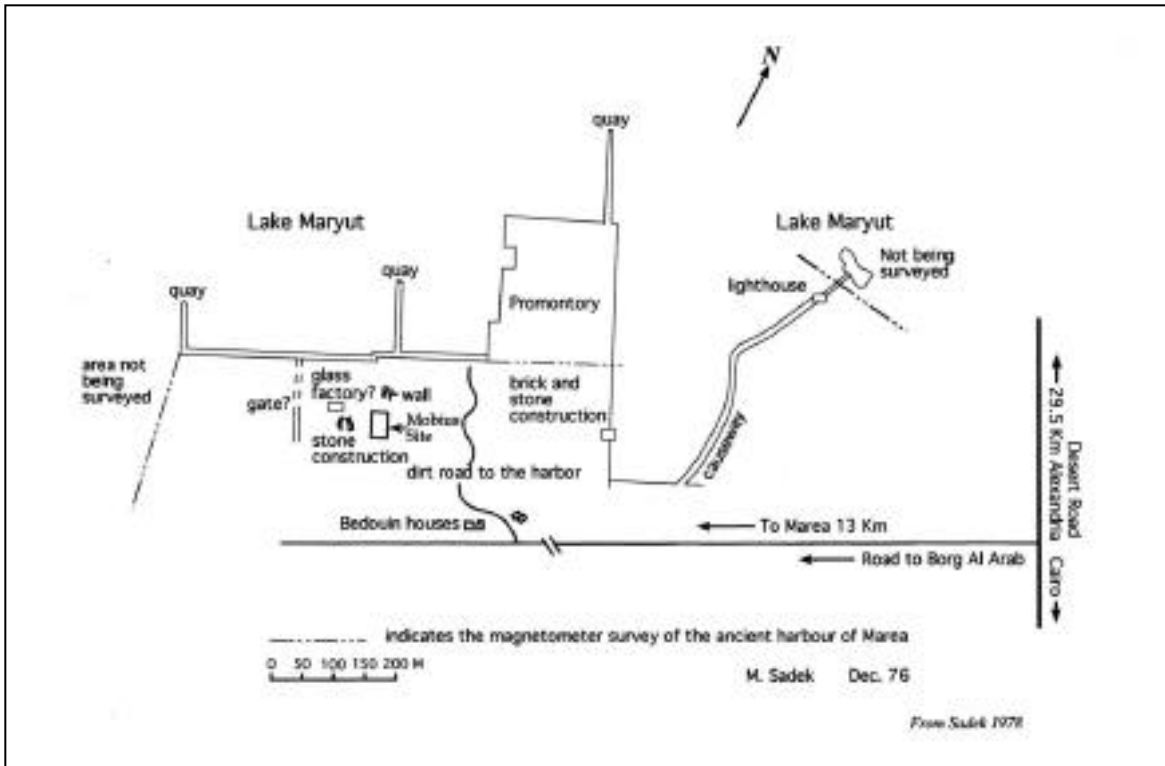 N
quay
Lake Maryut
Lake Maryut
Not being
surveyed
quay
lighthouse
quay
Promontory
area not
being
surveyed
glass
factory?
wall
brick and
stone
construction
gate?
Mobius
Site
stone
construction
causeway
dirt road to the harbor
Bedouin houses
To Marea 13 Km
Road to Borg Al Arab
Desert Road
29.5 Km Alexandria Cairo
indicates the magnetometer survey of the ancient harbour of Marea
0 50 100 150 200 M
M. Sadek Dec. 76
From Sadek 1978